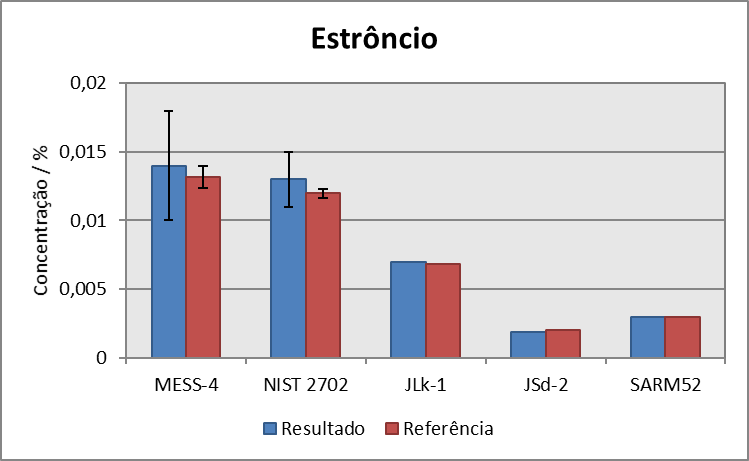 Estrôncio
Concentração / %
0,02
0,015
0,01
0,005
0
MESS-4 NIST 2702 JLk-1 JSd-2 SARM52
Resultado Referência